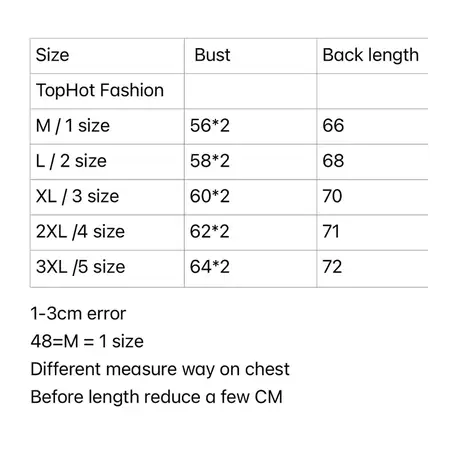 Size Bust Back length
TopHot Fashion
M / 1 size 56*2 66
L / 2 size 58*2 68
XL / 3 size 60*2 70
2XL /4 size 62*2 71
3XL /5 size 64*2 72
1-3cm error
48=M = 1 size
Different measure way on chest
Before length reduce a few CM